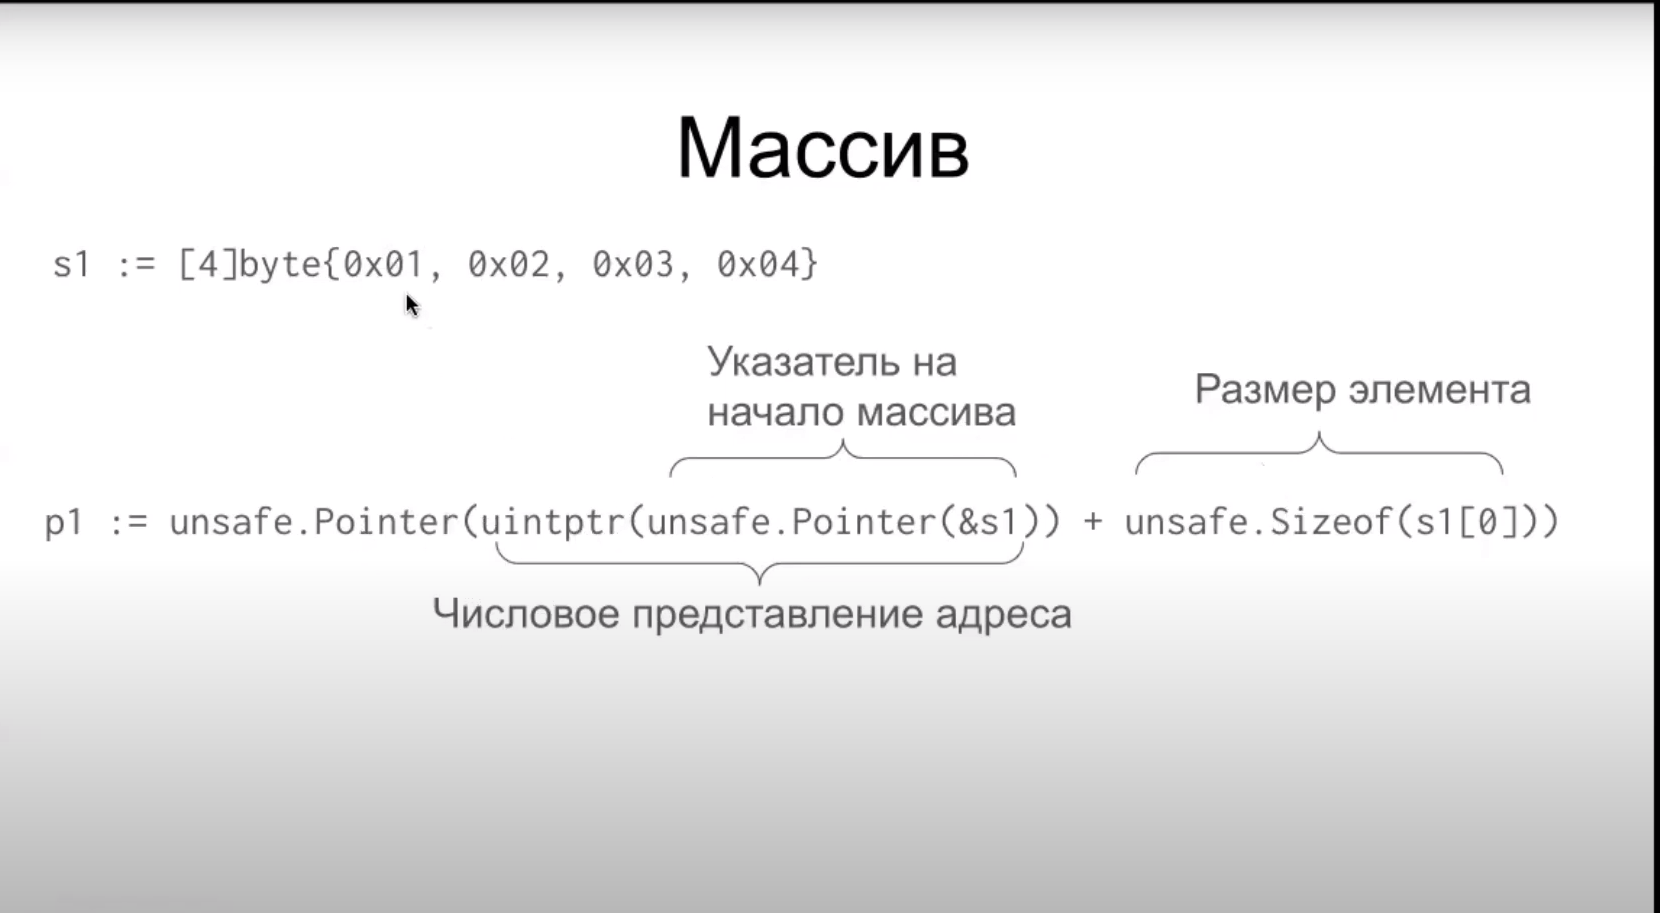 Массив
s1 := [4]byte{0x01, 0x02, 0x03, 0x04}
Указатель на
начало массива
Размер элемента
p1 := unsafe.Pointer(uintptr(unsafe.Pointer(&s1)) + unsafe.Sizeof(s1[0]))
Числовое представление адреса